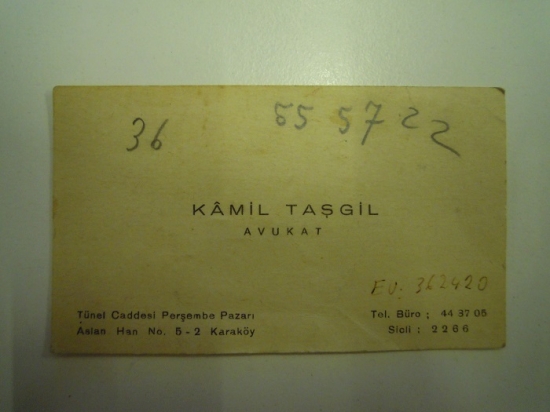 36 55 57 22
KÂMİL TAŞGİL
AVUKAT
Ev: 362420
Tünel Caddesi Perşembe Pazarı
Aslan Han No. 5 - 2 Karaköy
Tel. Büro : 44 37 05
Sicli : 2266